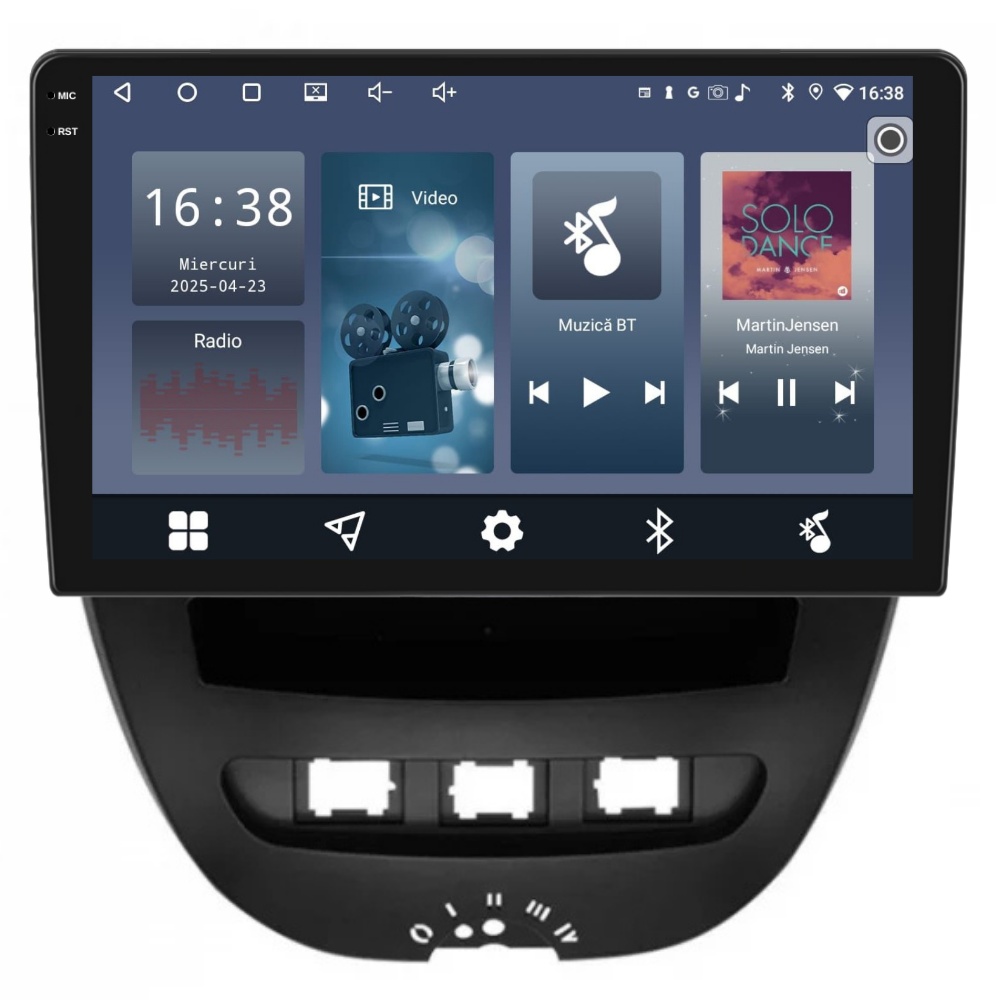 MIC
RST
G
16:38
16:38
Miercuri
2025-04-23
Radio
Video
Muzică BT
SOLO
DANCE
MARTIN JENSEN
MartinJensen
Martin Jensen
O I II III IV